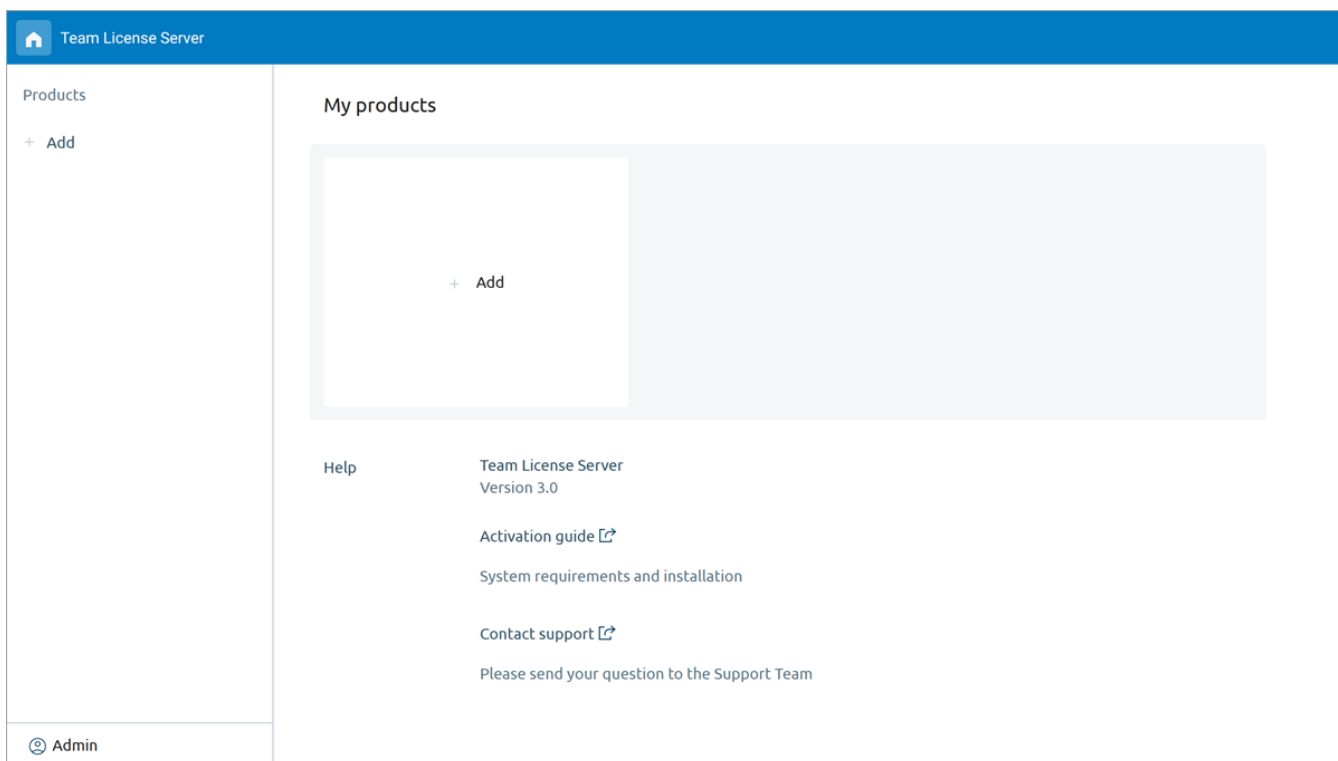 Team License Server
Products
+ Add
My products
+ Add
Help
Team License Server
Version 3.0
Activation guide
System requirements and installation
Contact support
Please send your question to the Support Team
Admin